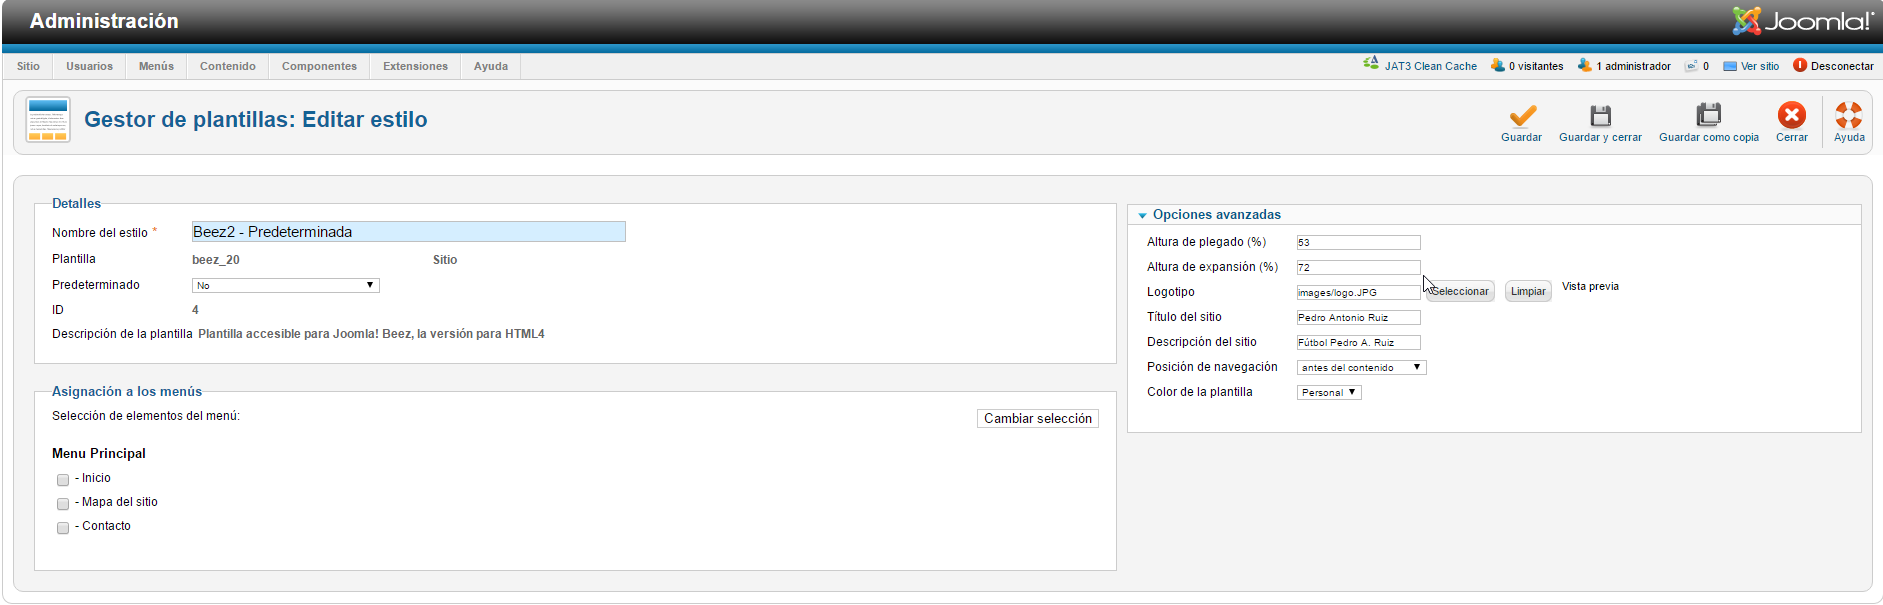 Administración
Joomla!
Sitio Usuarios Menús Contenido Componentes Extensiones Ayuda JAT3 Clean Cache 0 visitantes 1 administrador 0 Ver sitio Desconectar
Gestor de plantillas: Editar estilo
Guardar Guardar y cerrar Guardar como copia Cerrar Ayuda
Detalles
Nombre del estilo * Beez2 - Predeterminada
Plantilla beez_20 Sitio
Predeterminado No
ID 4
Descripción de la plantilla Plantilla accesible para Joomla! Beez, la versión para HTML4
Asignación a los menús
Selección de elementos del menú: Cambiar selección
Menu Principal
- Inicio
- Mapa del sitio
- Contacto
Opciones avanzadas
Altura de plegado (%) 53
Altura de expansión (%) 72
Logotipo images/logo.JPG Seleccionar Limpiar Vista previa
Título del sitio Pedro Antonio Ruiz
Descripción del sitio Fútbol Pedro A. Ruiz
Posición de navegación antes del contenido
Color de la plantilla Personal